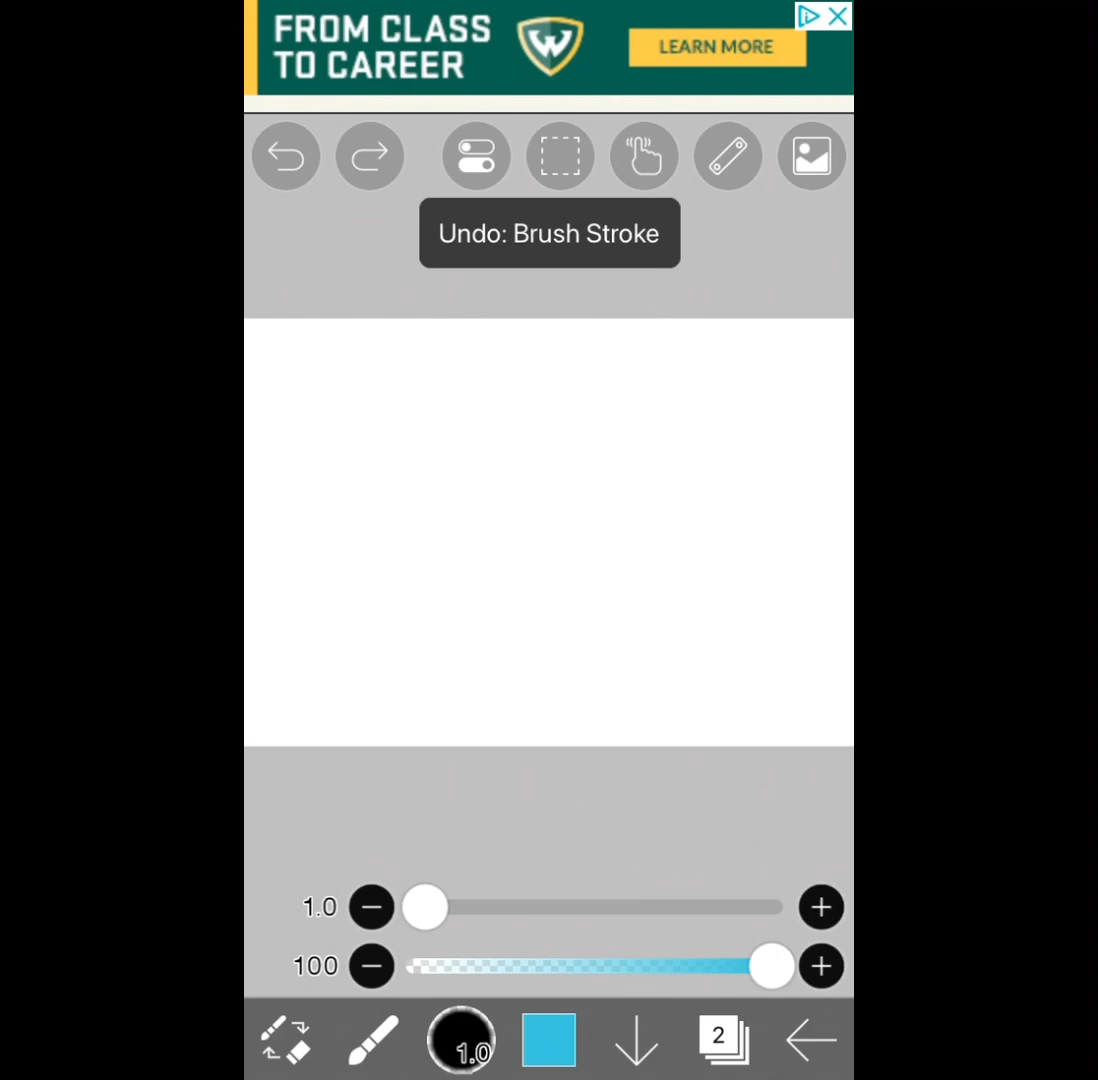 FROM CLASS
TO CAREER
W
LEARN MORE
Undo: Brush Stroke
1.0
100
1.0
2